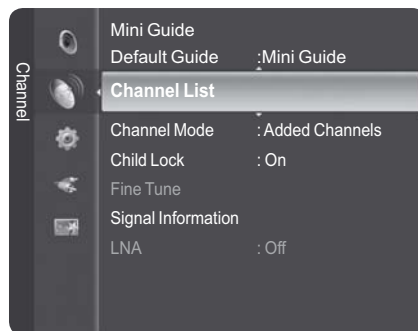 Channel
Mini Guide
Default Guide :Mini Guide
Channel List
Channel Mode : Added Channels
Child Lock : On
Fine Tune
Signal Information
LNA : Off